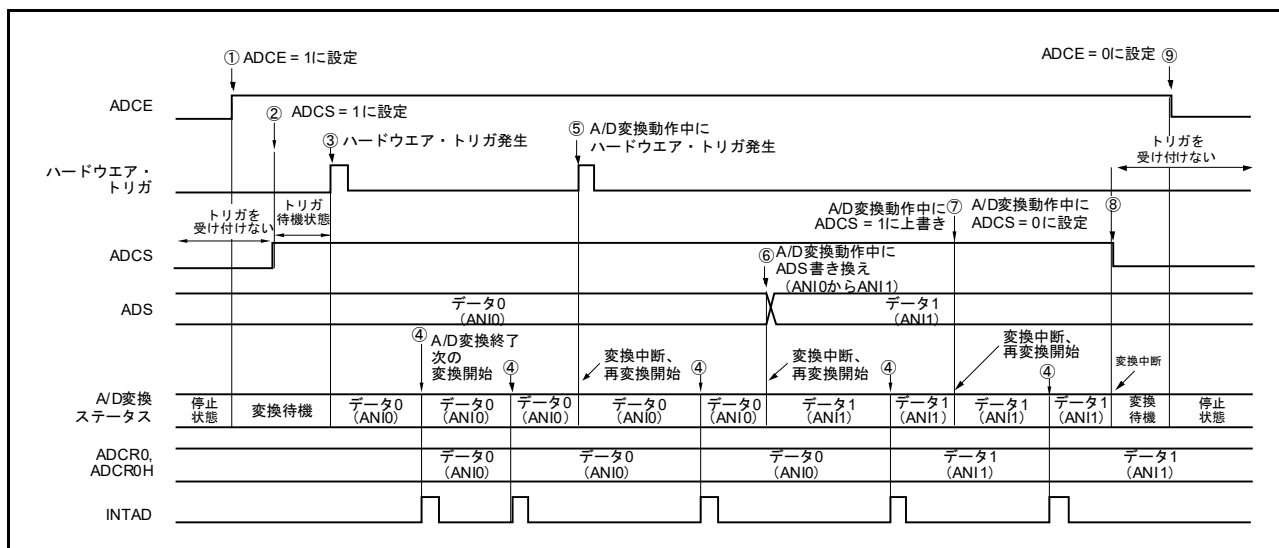 ① ADCE = 1に設定
ADCE = 0に設定 ⑨
ADCE
② ADCS = 1に設定
③ ハードウエア・トリガ発生
⑤ A/D変換動作中に
ハードウエア・トリガ発生
トリガを
受け付けない
ハードウエア・
トリガ
トリガを
受け付けない
トリガ
待機状態
A/D変換動作中に
ADCS = 1に上書き
⑦
A/D変換動作中に
ADCS = 0に設定
⑧
ADCS
⑥ A/D変換動作中に
ADS書き換え
(ANI0からANI1)
ADS
データ0
(ANI0)
データ1
(ANI1)
④ A/D変換終了
次の
変換開始
④
変換中断、
再変換開始
④
変換中断、
再変換開始
④
変換中断、
再変換開始
④
変換中断
A/D変換
ステータス
停止
状態
変換待機
データ0
(ANI0)
データ0
(ANI0)
データ0
(ANI0)
データ0
(ANI0)
データ0
(ANI0)
データ1
(ANI1)
データ1
(ANI1)
データ1
(ANI1)
データ1
(ANI1)
変換
待機
停止
状態
ADCR0,
ADCR0H
データ0
(ANI0)
データ0
(ANI0)
データ0
(ANI0)
データ1
(ANI1)
データ1
(ANI1)
INTAD